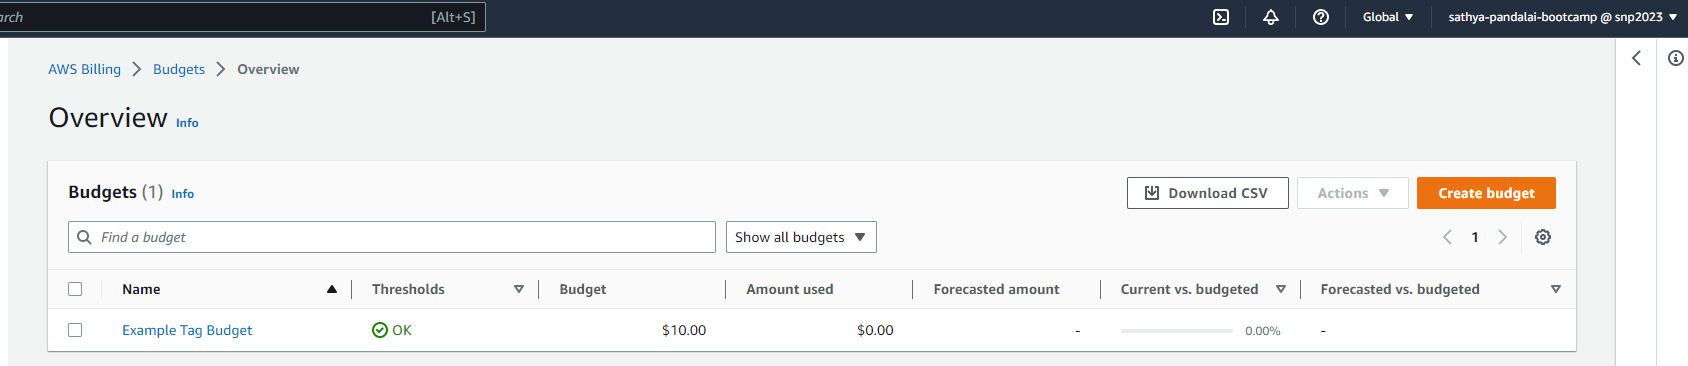 arch [Alt+S] Global sathya-pandalai-bootcamp @ snp2023
AWS Billing Budgets Overview
Overview Info
Budgets (1) Info Download CSV Actions Create budget
Find a budget Show all budgets 1
Name Thresholds Budget Amount used Forecasted amount Current vs. budgeted Forecasted vs. budgeted
Example Tag Budget OK $10.00 $0.00 - 0.00% -